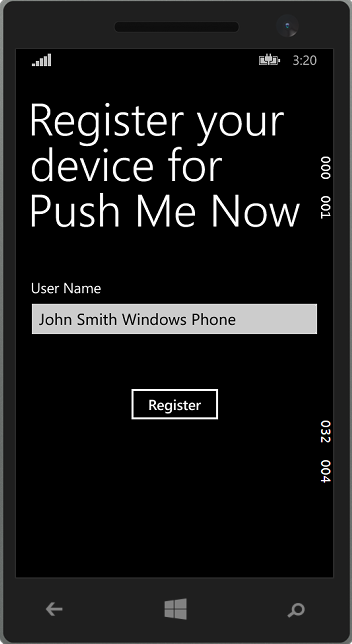 3:20
Register your
device for
Push Me Now
000
001
User Name
John Smith Windows Phone
Register
032
004